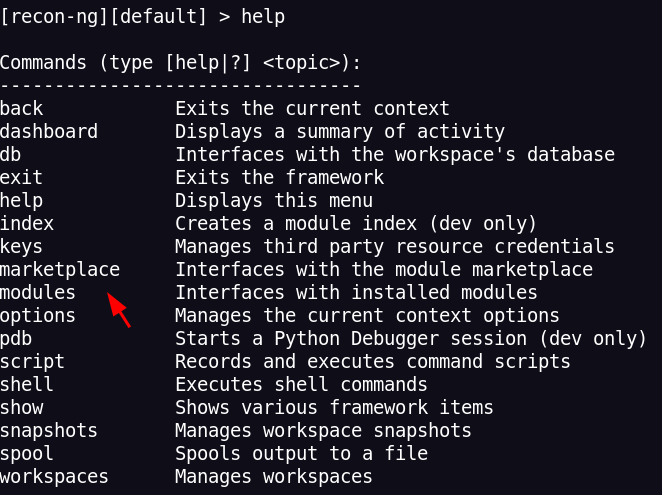 [recon-ng][default] > help
Commands (type [help|?] <topic>):
---------------------------------
back Exits the current context
dashboard Displays a summary of activity
db Interfaces with the workspace's database
exit Exits the framework
help Displays this menu
index Creates a module index (dev only)
keys Manages third party resource credentials
marketplace Interfaces with the module marketplace
modules Interfaces with installed modules
options Manages the current context options
pdb Starts a Python Debugger session (dev only)
script Records and executes command scripts
shell Executes shell commands
show Shows various framework items
snapshots Manages workspace snapshots
spool Spools output to a file
workspaces Manages workspaces